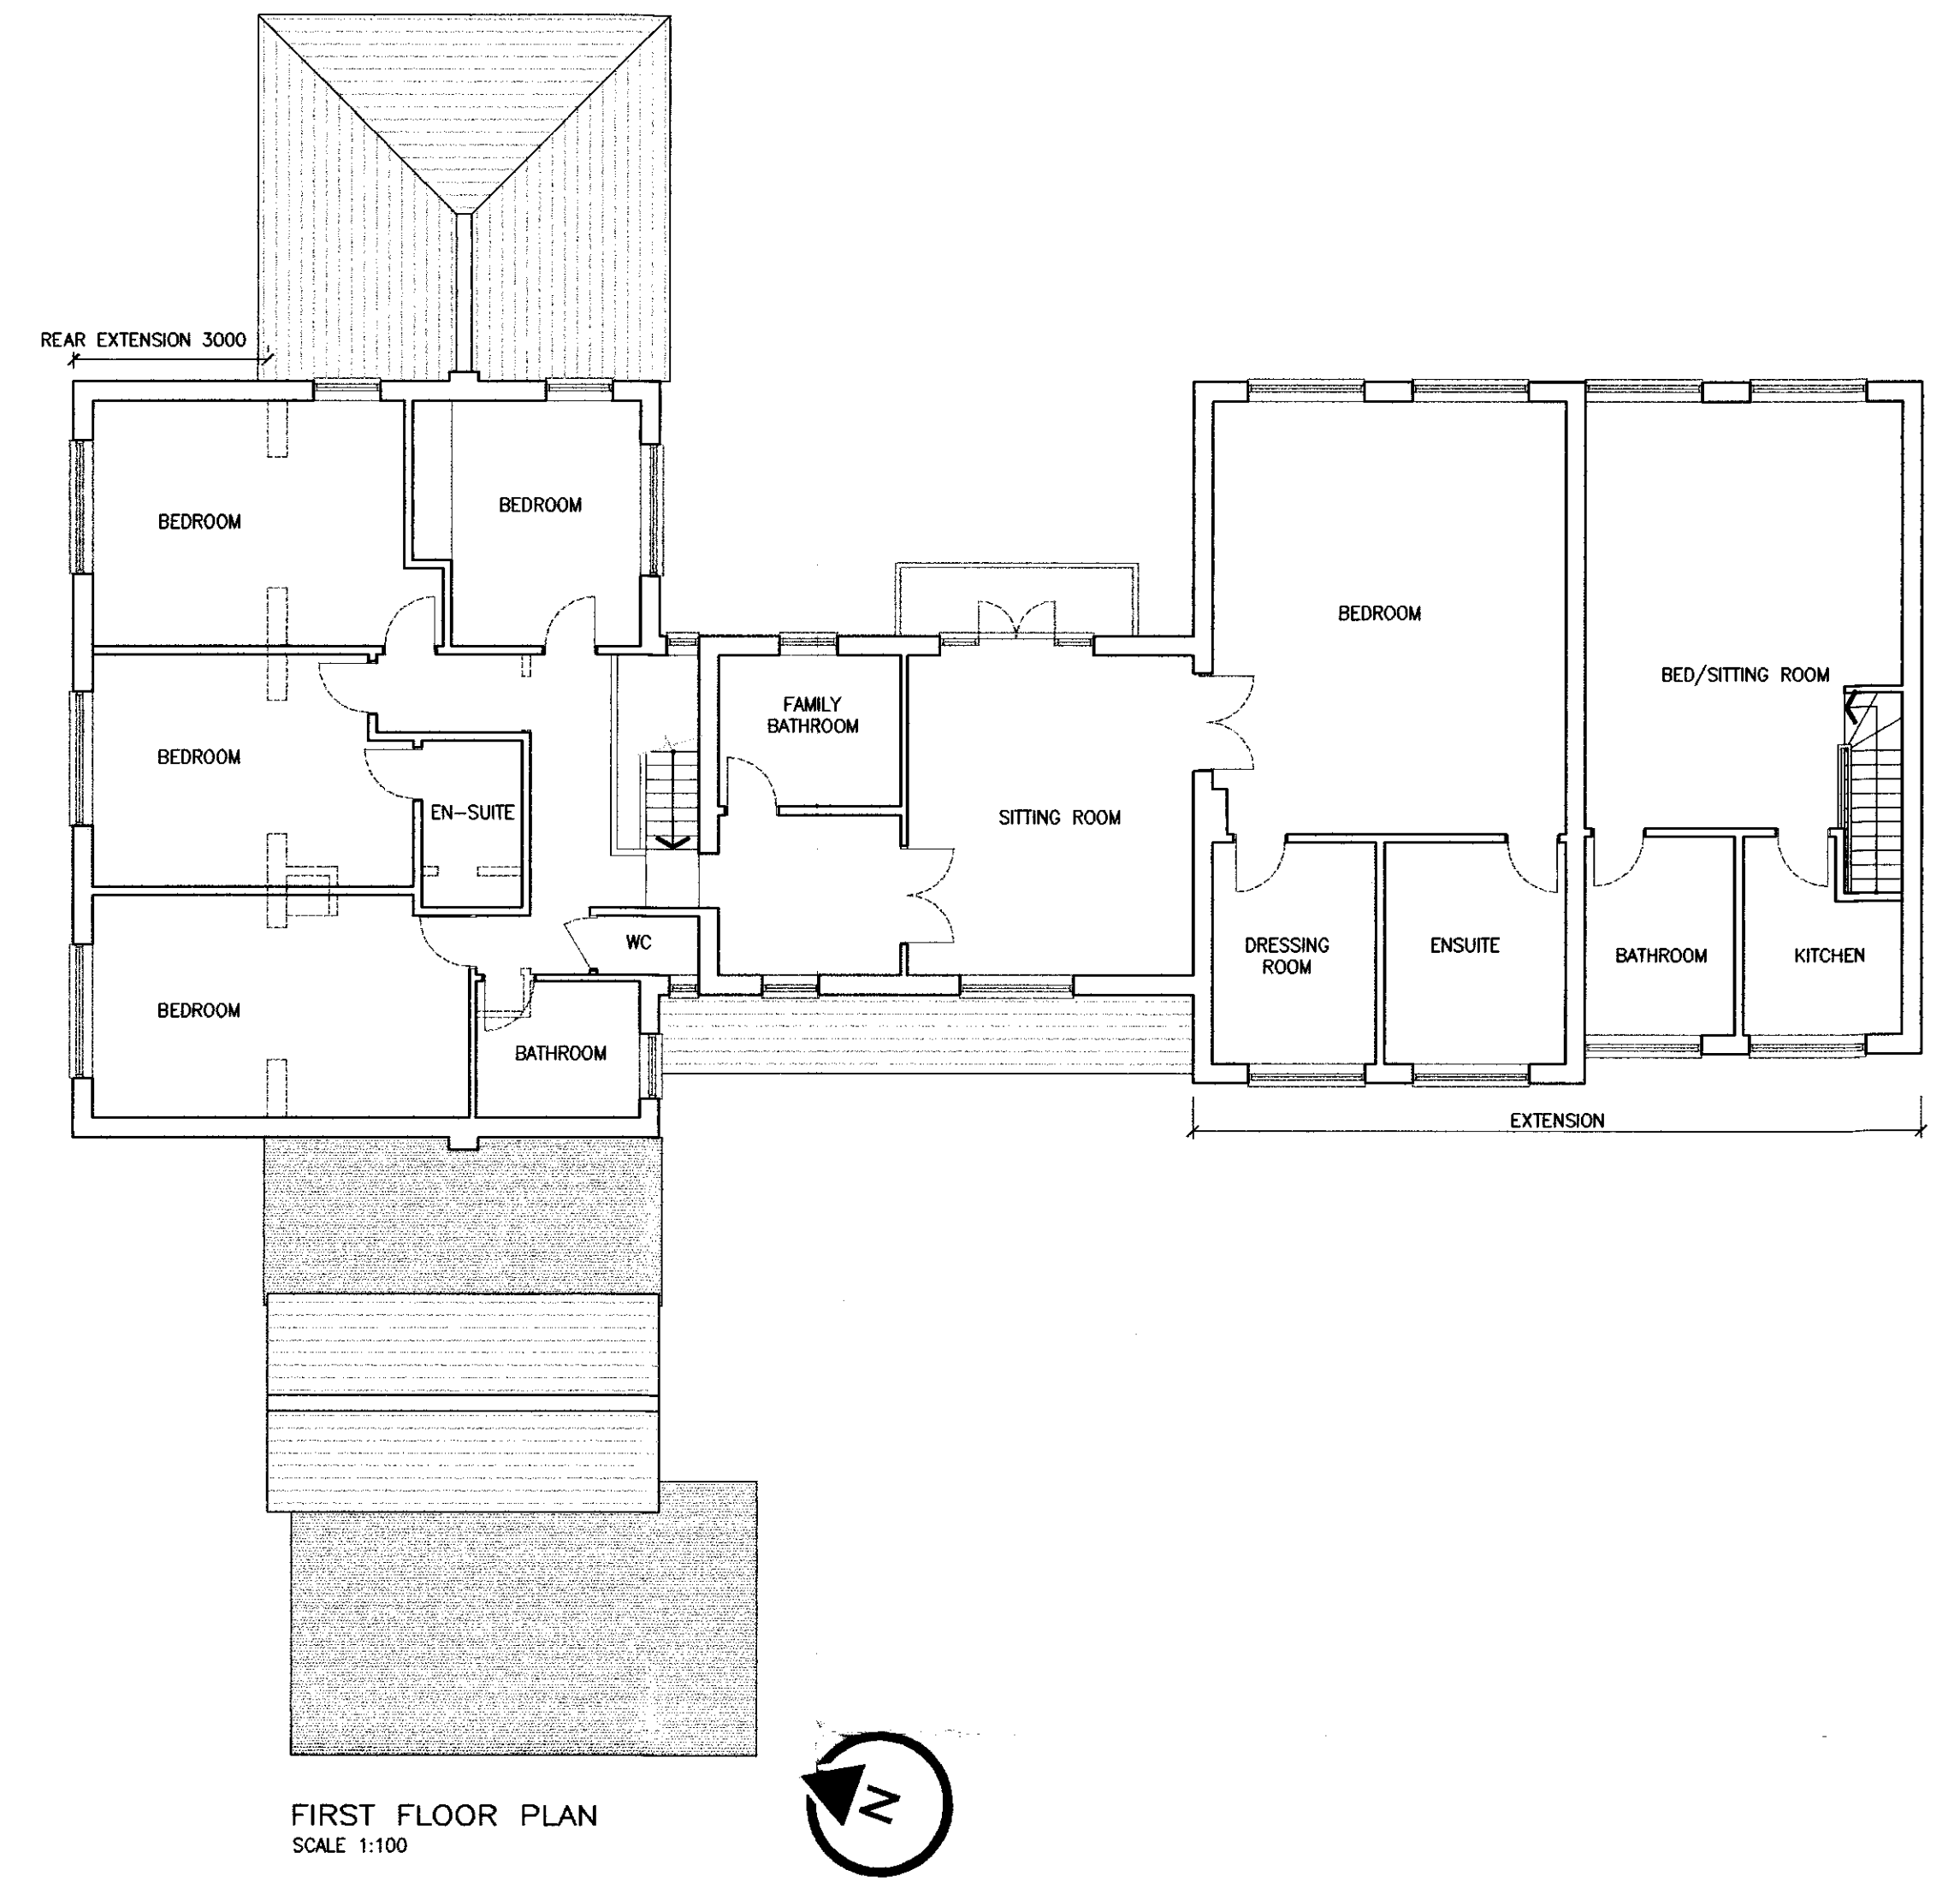 REAR EXTENSION 3000
BEDROOM
BEDROOM
BEDROOM
BED/SITTING ROOM
FAMILY
BATHROOM
BEDROOM
EN-SUITE
SITTING ROOM
WC
DRESSING
ROOM
ENSUITE
BATHROOM
KITCHEN
BEDROOM
BATHROOM
EXTENSION
FIRST FLOOR PLAN
SCALE 1:100
N